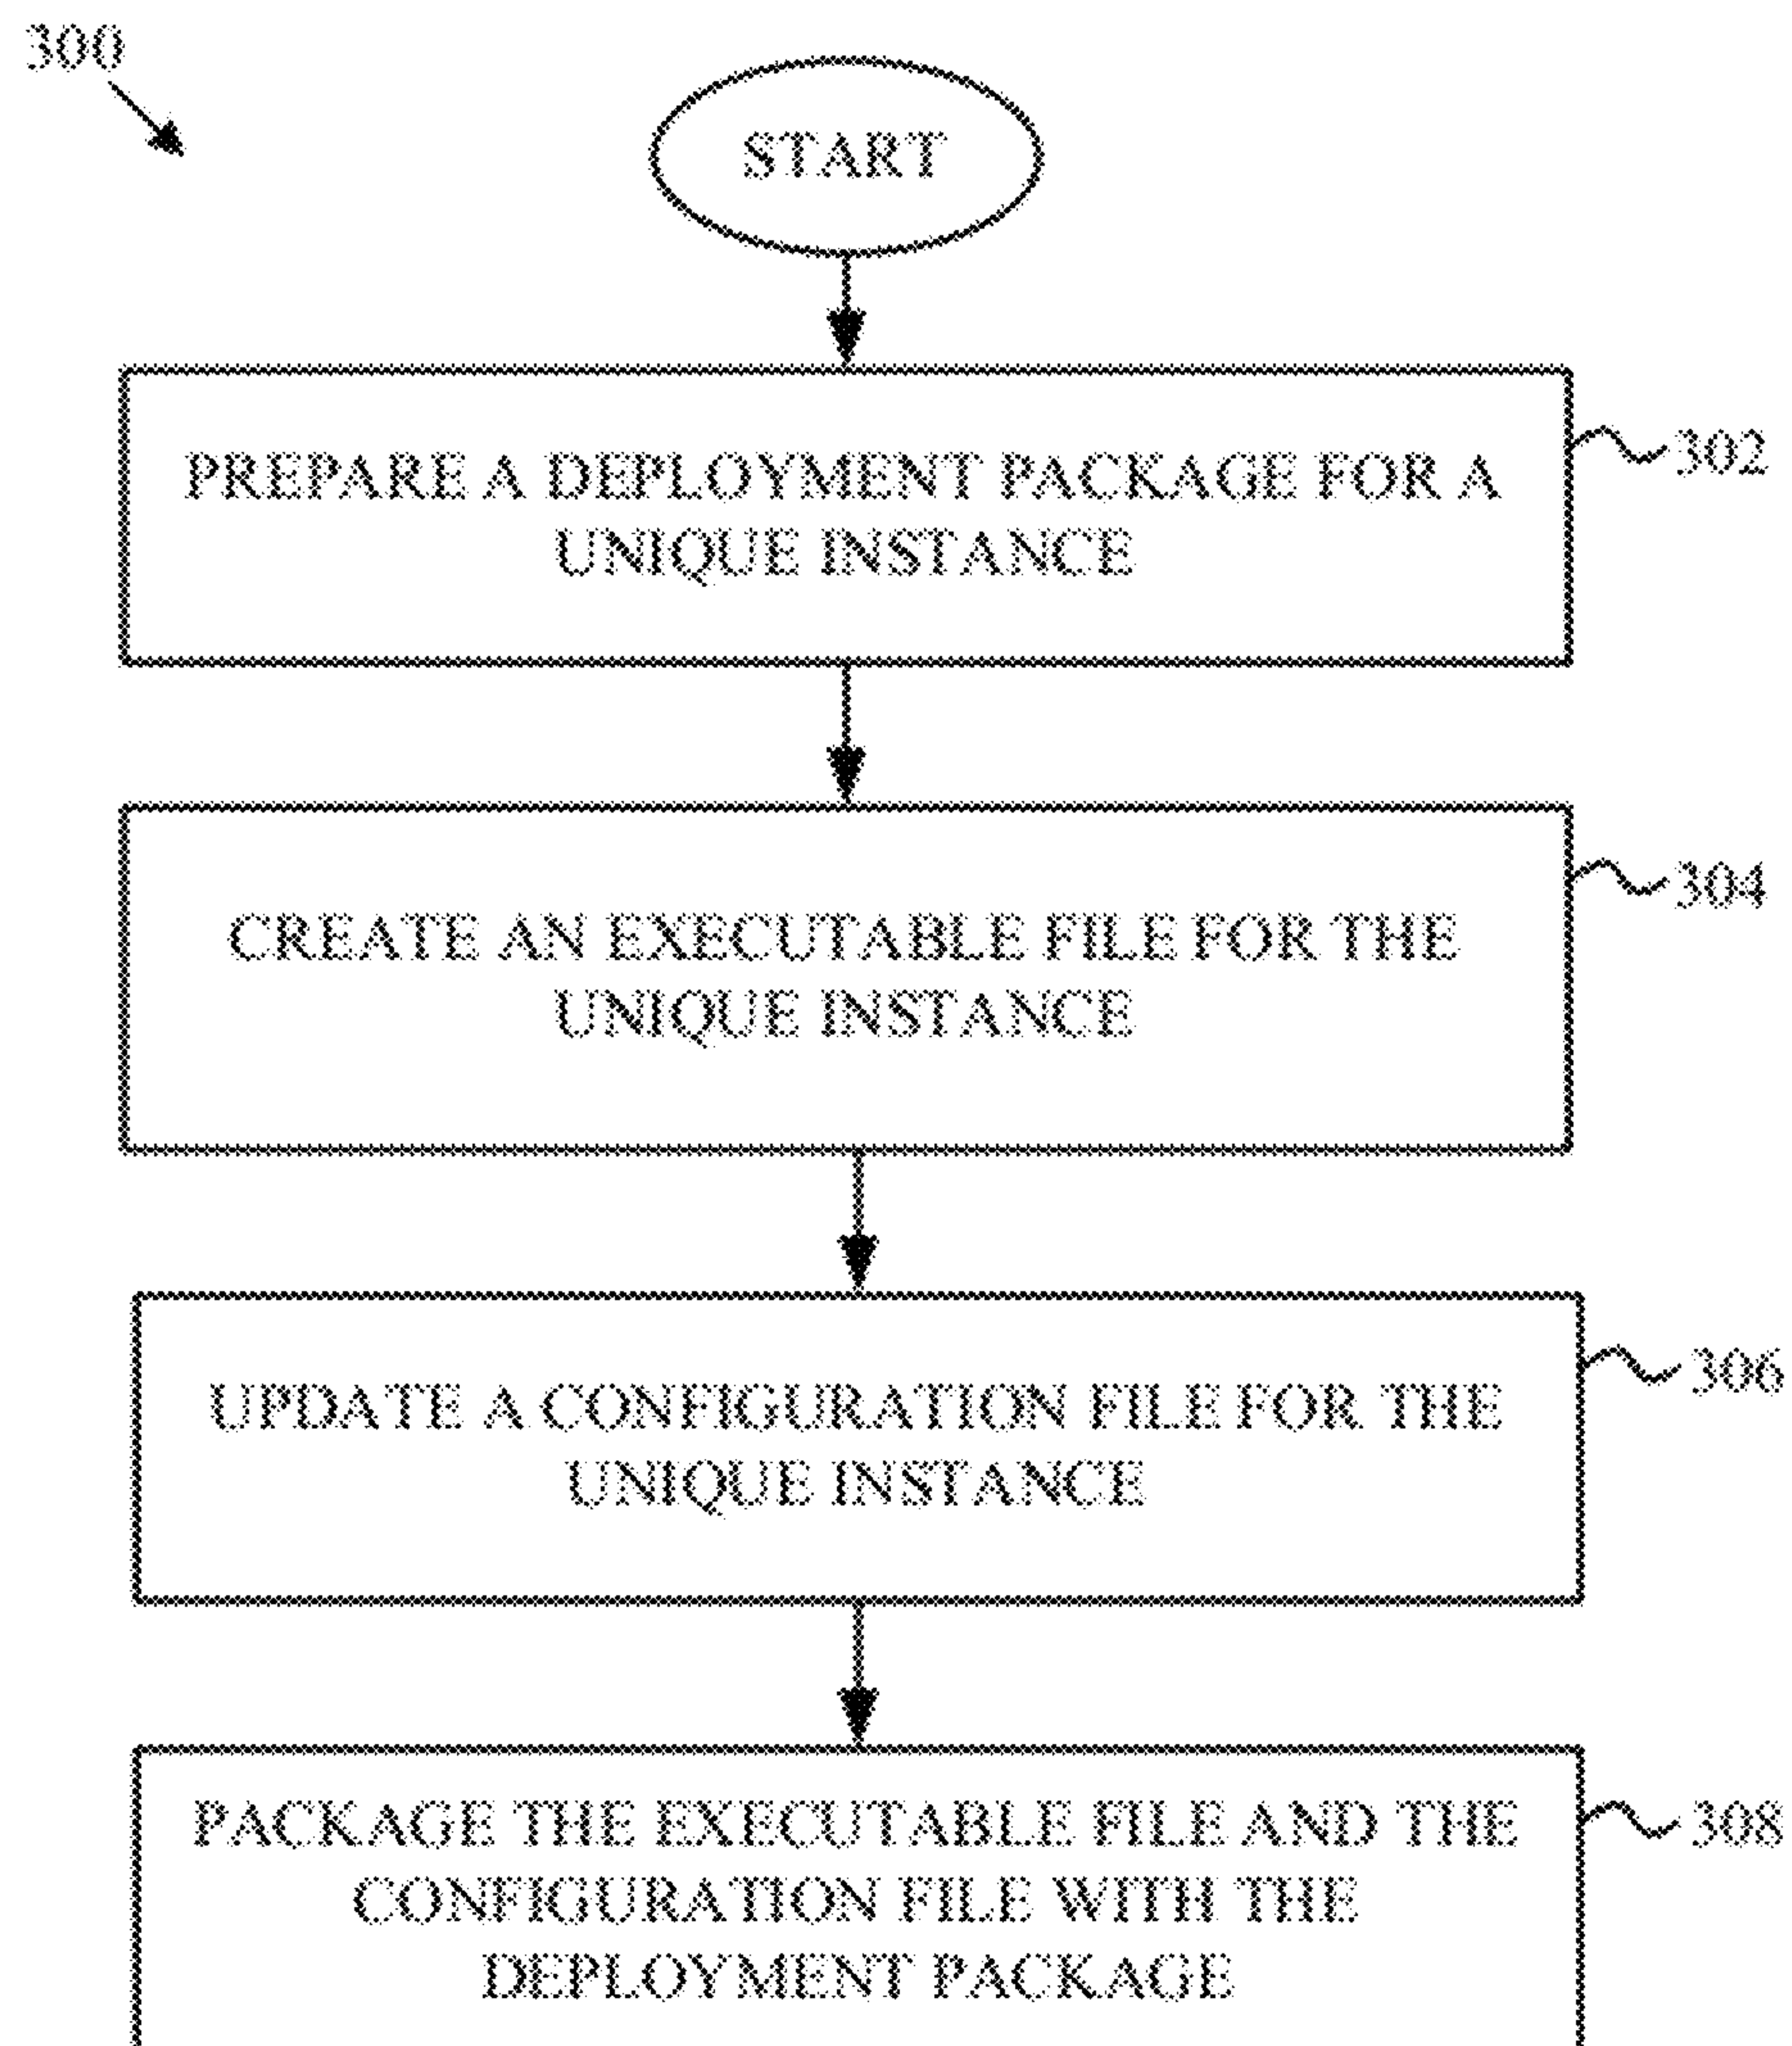 300
START
PREPARE A DEPLOYMENT PACKAGE FOR A
UNIQUE INSTANCE
302
CREATE AN EXECUTABLE FILE FOR THE
UNIQUE INSTANCE
304
UPDATE A CONFIGURATION FILE FOR THE
UNIQUE INSTANCE
306
PACKAGE THE EXECUTABLE FILE AND THE
CONFIGURATION FILE WITH THE
DEPLOYMENT PACKAGE
308